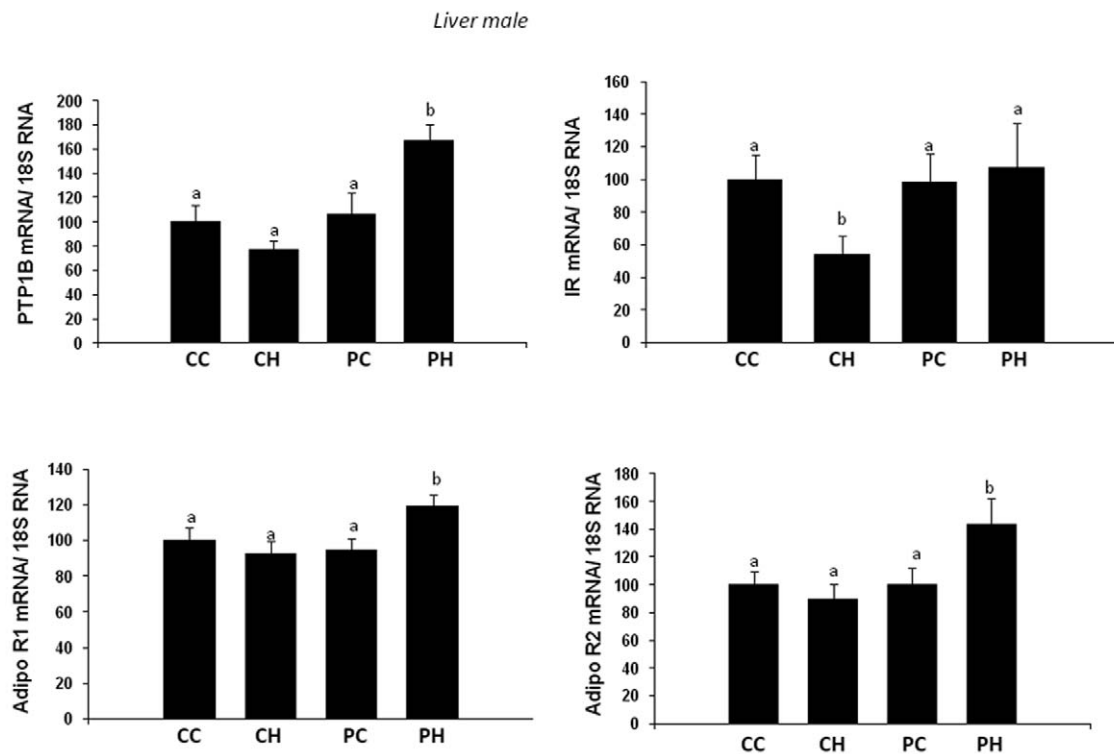 Liver male
PTP1B mRNA/ 18S RNA
200
180
160
140
120
100
80
60
40
20
0
a
a
a
b
CC CH PC PH
IR mRNA/ 18S RNA
160
140
120
100
80
60
40
20
0
a
b
a
a
CC CH PC PH
Adipo R1 mRNA/ 18S RNA
140
120
100
80
60
40
20
0
a
a
a
b
CC CH PC PH
Adipo R2 mRNA/ 18S RNA
180
160
140
120
100
80
60
40
20
0
a
a
a
b
CC CH PC PH